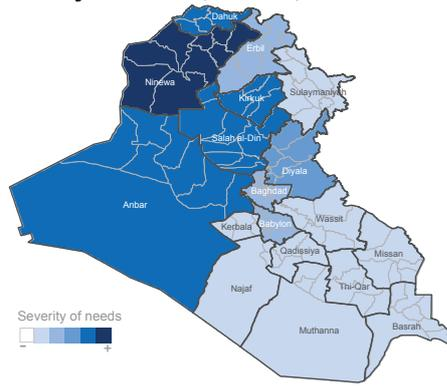 Dahuk
Erbil
Ninewa
Sulaymaniyah
Kirkuk
Salah al-Din
Diyala
Anbar
Baghdad
Kerbala
Babylon
Wassit
Qadissiya
Missan
Najaf
Thi-Qar
Muthanna
Basrah
Severity of needs
- +